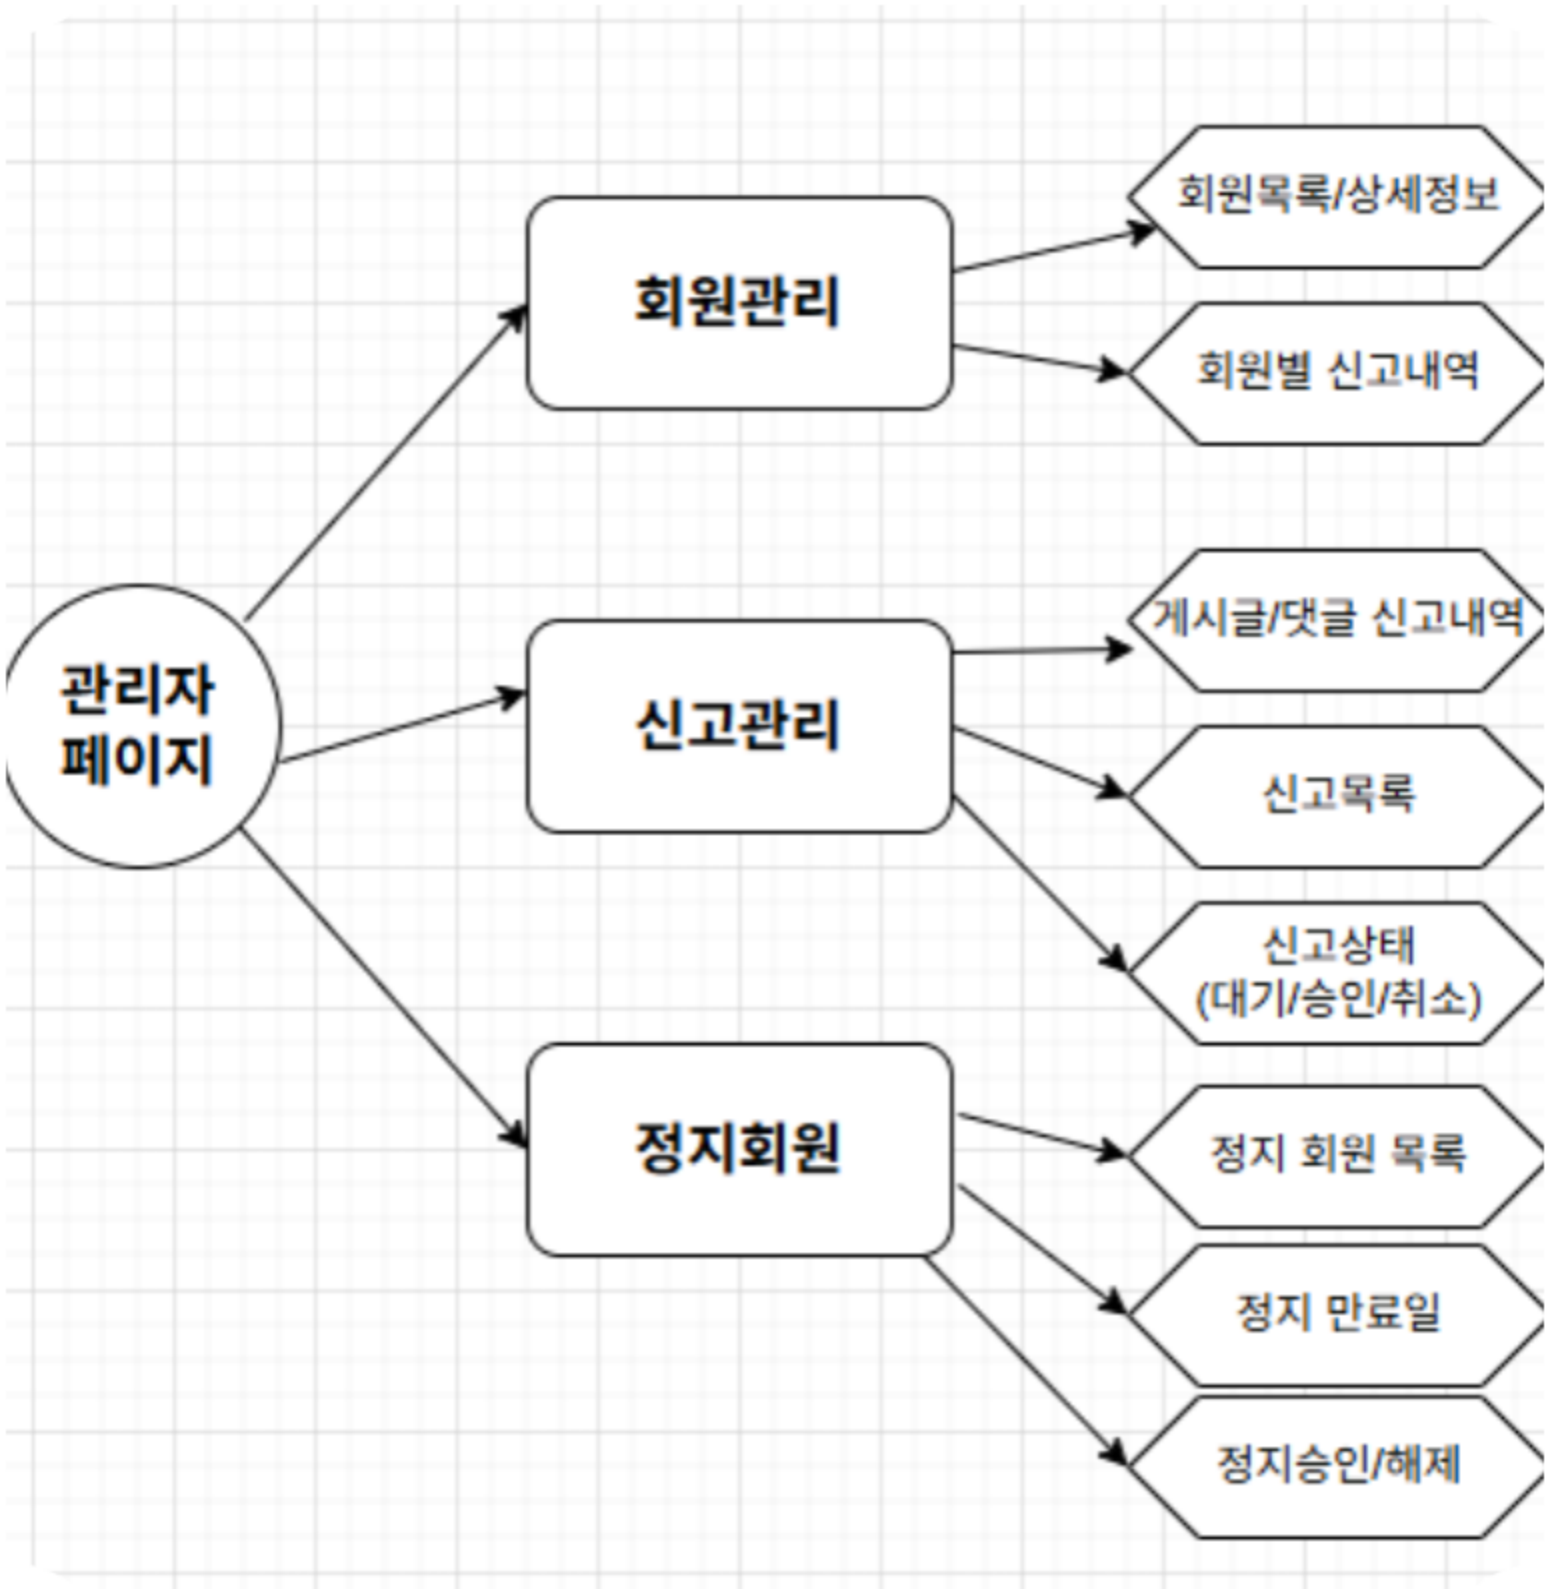 관리자
페이지
회원관리
회원목록/상세정보
회원별 신고내역
신고관리
게시글/댓글 신고내역
신고목록
신고상태
(대기/승인/취소)
정지회원
정지 회원 목록
정지 만료일
정지승인/해제